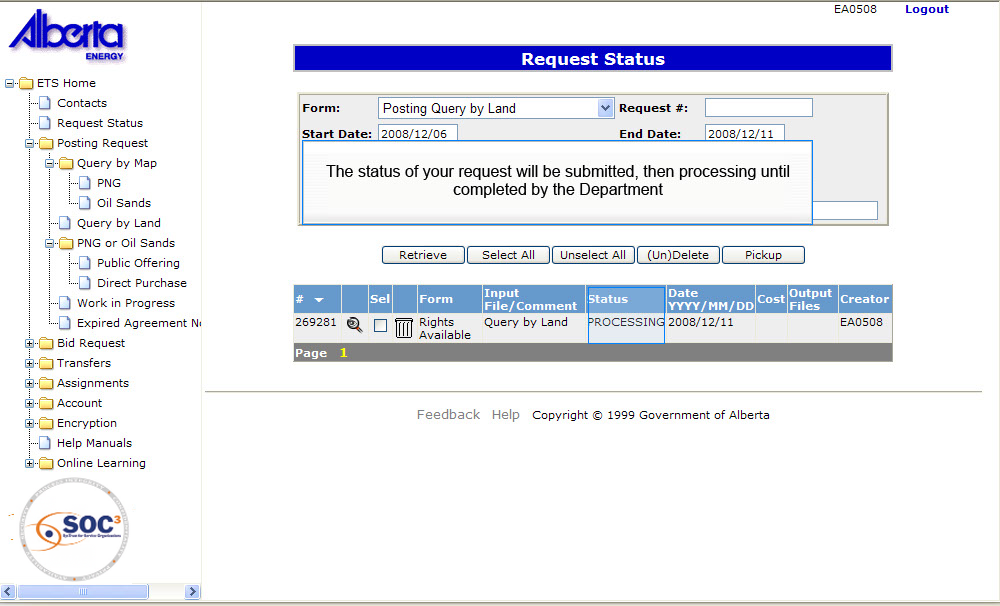 EA0508 Logout
Alberta
ENERGY
ETS Home
Contacts
Request Status
Posting Request
Query by Map
PNG
Oil Sands
Query by Land
PNG or Oil Sands
Public Offering
Direct Purchase
Work in Progress
Expired Agreement No
Bid Request
Transfers
Assignments
Account
Encryption
Help Manuals
Online Learning
SOC3
SysTrust for Service Organizations
Request Status
Form: Posting Query by Land Request #:
Start Date: 2008/12/06 End Date: 2008/12/11
The status of your request will be submitted, then processing until
completed by the Department
Retrieve Select All Unselect All (Un)Delete Pickup
# Sel Form Input File/Comment Status Date YYYY/MM/DD Cost Output Files Creator
269281 Rights Available Query by Land PROCESSING 2008/12/11 EA0508
Page 1
Feedback Help Copyright © 1999 Government of Alberta